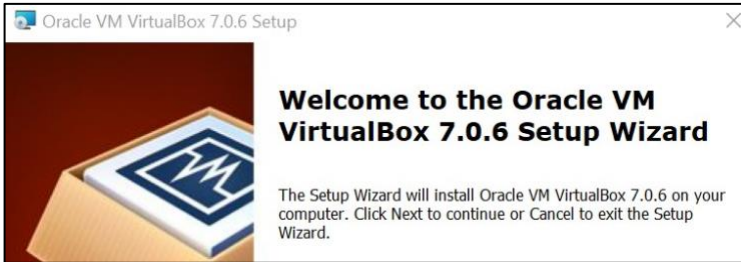 Oracle VM VirtualBox 7.0.6 Setup
Welcome to the Oracle VM
VirtualBox 7.0.6 Setup Wizard
The Setup Wizard will install Oracle VM VirtualBox 7.0.6 on your
computer. Click Next to continue or Cancel to exit the Setup
Wizard.